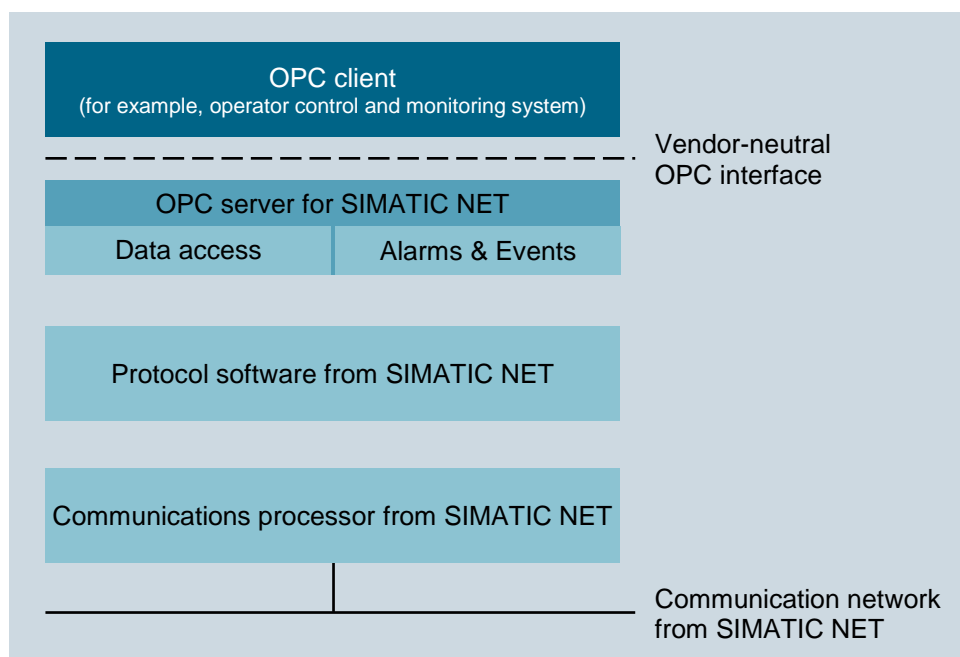 OPC client
(for example, operator control and monitoring system)
Vendor-neutral
OPC interface
OPC server for SIMATIC NET
Data access
Alarms & Events
Protocol software from SIMATIC NET
Communications processor from SIMATIC NET
Communication network
from SIMATIC NET